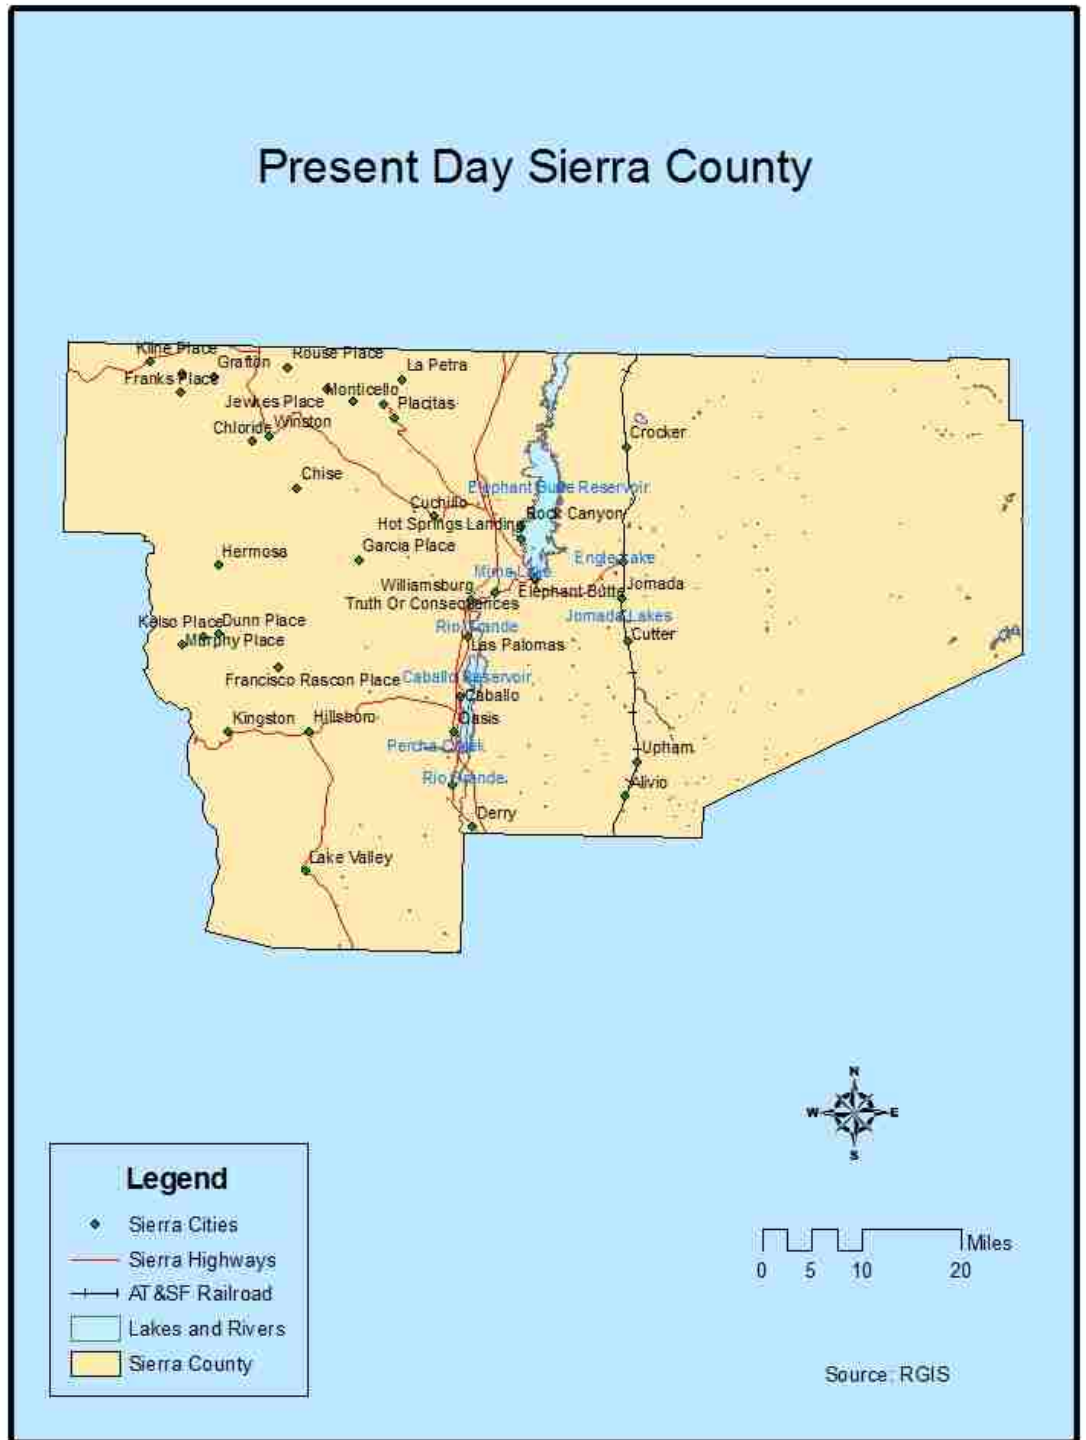 Present Day Sierra County
Kline Place
Rouse Place
Grafton
La Petra
Franks Place
Monticello
Jewkes Place
Placitas
Chloride
Winston
Crocker
Chise
Elephant Butte Reservoir
Cuchillo
Rock Canyon
Hot Springs Landing
Garcia Place
Hermosa
Engle Lake
Mims Lake
Williamsburg
Elephant Butte
Jornada
Truth Or Consequences
Jornada Lakes
Kelso Place
Dunn Place
Rio Grande
Cutter
Murphy Place
Las Palomas
Francisco Rascon Place
Caballo Reservoir
Caballo
Kingston
Hillsboro
Oasis
Percha Creek
Upham
Rio Grande
Alivio
Derry
Lake Valley
N
W
E
S
Legend
Sierra Cities
Sierra Highways
AT&SF Railroad
Lakes and Rivers
Sierra County
Miles
0 5 10 20
Source: RGIS